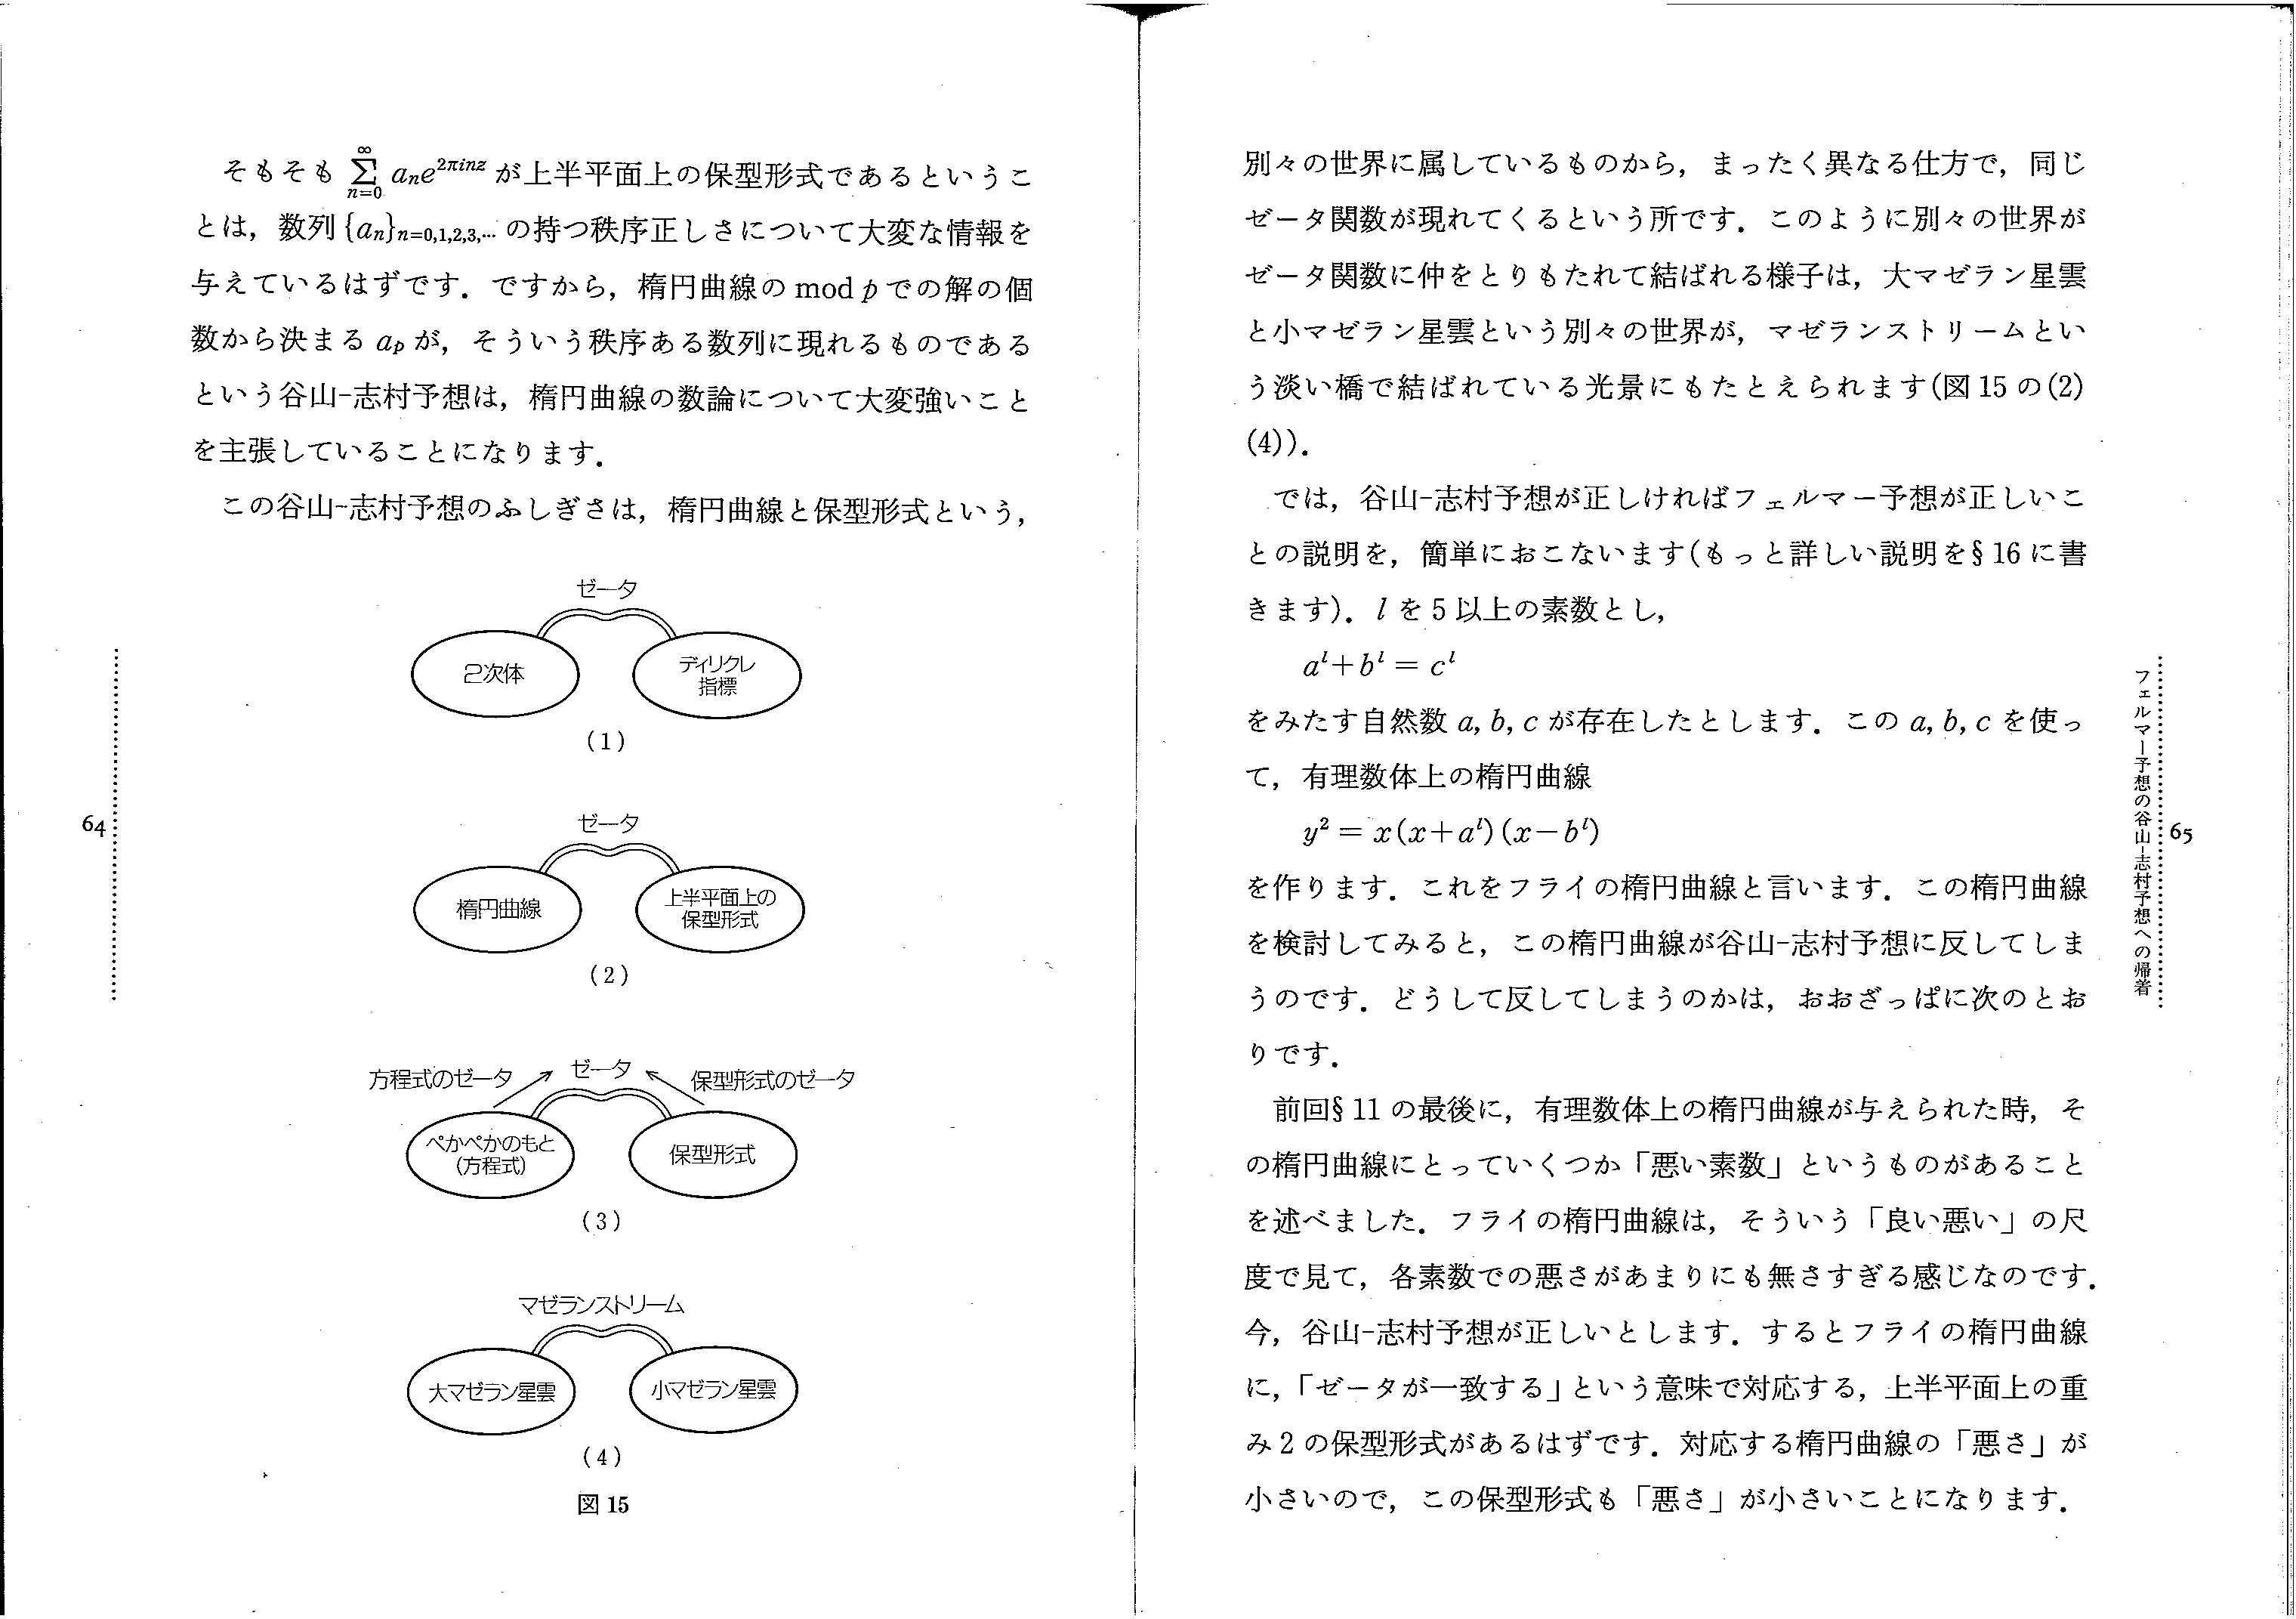 そもそも $\sum_{n=0}^{\infty} a_n e^{2\pi inz}$ が上半平面上の保型形式であるというこ
とは，数列 $\{a_n\}_{n=0,1,2,3,\cdots}$ の持つ秩序正しさについて大変な情報を
与えているはずです．ですから，楕円曲線の mod $p$ での解の個
数から決まる $a_p$ が，そういう秩序ある数列に現れるものである
という谷山-志村予想は，楕円曲線の数論について大変強いこと
を主張していることになります．
この谷山-志村予想のふしぎさは，楕円曲線と保型形式という，
ゼータ
2次体
ディリクレ
指標
(1)
ゼータ
楕円曲線
上半平面上の
保型形式
(2)
方程式のゼータ
ゼータ
保型形式のゼータ
ぺかぺかのもと
(方程式)
保型形式
(3)
マゼランストリーム
大マゼラン星雲
小マゼラン星雲
(4)
図 15
64
別々の世界に属しているものから，まったく異なる仕方で，同じ
ゼータ関数が現れてくるという所です．このように別々の世界が
ゼータ関数に仲をとりもたれて結ばれる様子は，大マゼラン星雲
と小マゼラン星雲という別々の世界が，マゼランストリームとい
う淡い橋で結ばれている光景にもたとえられます(図 15 の(2)
(4))．
では，谷山-志村予想が正しければフェルマー予想が正しいこ
との説明を，簡単におこないます(もっと詳しい説明を§16 に書
きます)．$l$ を 5 以上の素数とし，
$a^l+b^l=c^l$
をみたす自然数 $a, b, c$ が存在したとします．この $a, b, c$ を使っ
て，有理数体上の楕円曲線
$y^2=x(x+a^l)(x-b^l)$
を作ります．これをフライの楕円曲線と言います．この楕円曲線
を検討してみると，この楕円曲線が谷山-志村予想に反してしま
うのです．どうして反してしまうのかは，おおざっぱに次のとお
りです．
前回§11 の最後に，有理数体上の楕円曲線が与えられた時，そ
の楕円曲線にとっていくつか「悪い素数」というものがあること
を述べました．フライの楕円曲線は，そういう「良い悪い」の尺
度で見て，各素数での悪さがあまりにも無さすぎる感じなのです．
今，谷山-志村予想が正しいとします．するとフライの楕円曲線
に，「ゼータが一致する」という意味で対応する，上半平面上の重
み 2 の保型形式があるはずです．対応する楕円曲線の「悪さ」が
小さいので，この保型形式も「悪さ」が小さいことになります．
フェルマー予想の谷山-志村予想への帰着
65